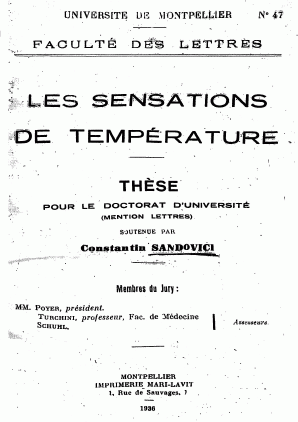 UNIVERSITE DE MONTPELLIER N° 47
FACULTÉ DES LETTRES
LES SENSATIONS
DE TEMPÉRATURE
THÈSE
POUR LE DOCTORAT D'UNIVERSITÉ
(MENTION LETTRES)
SOUTENUE PAR
Constantin SANDOVICI
Membres du Jury :
MM. POYER, président.
TURCHINI, professeur, Fac. de Médecine
SCHUHL,
Assesseurs
MONTPELLIER
IMPRIMERIE MARI-LAVIT
1, Rue de Sauvages, 7
1936